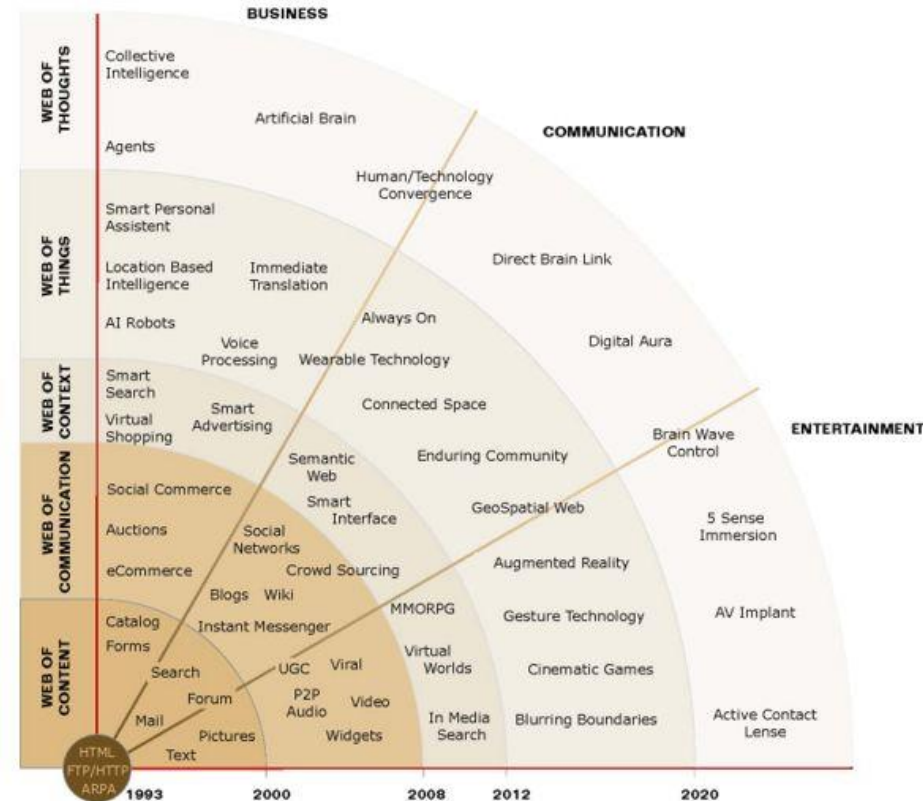 BUSINESS
COMMUNICATION
ENTERTAINMENT
WEB OF
THOUGHTS
Collective
Intelligence
Artificial Brain
Agents
Human/Technology
Convergence
Direct Brain Link
Digital Aura
Brain Wave
Control
5 Sense
Immersion
AV Implant
Active Contact
Lense
WEB OF
THINGS
Smart Personal
Assistent
Location Based
Intelligence
Immediate
Translation
AI Robots
Voice
Processing
Always On
Wearable Technology
Connected Space
Enduring Community
GeoSpatial Web
Augmented Reality
Gesture Technology
Cinematic Games
Blurring Boundaries
WEB OF
CONTEXT
Smart
Search
Virtual
Shopping
Smart
Advertising
Semantic
Web
Smart
Interface
MMORPG
Virtual
Worlds
In Media
Search
WEB OF
COMMUNICATION
Social Commerce
Auctions
eCommerce
Social
Networks
Crowd Sourcing
Blogs
Wiki
Instant Messenger
UGC
Viral
P2P
Audio
Video
Widgets
WEB OF
CONTENT
Catalog
Forms
Search
Forum
Mail
Pictures
Text
HTML
FTP/HTTP
ARPA
1993
2000
2008
2012
2020